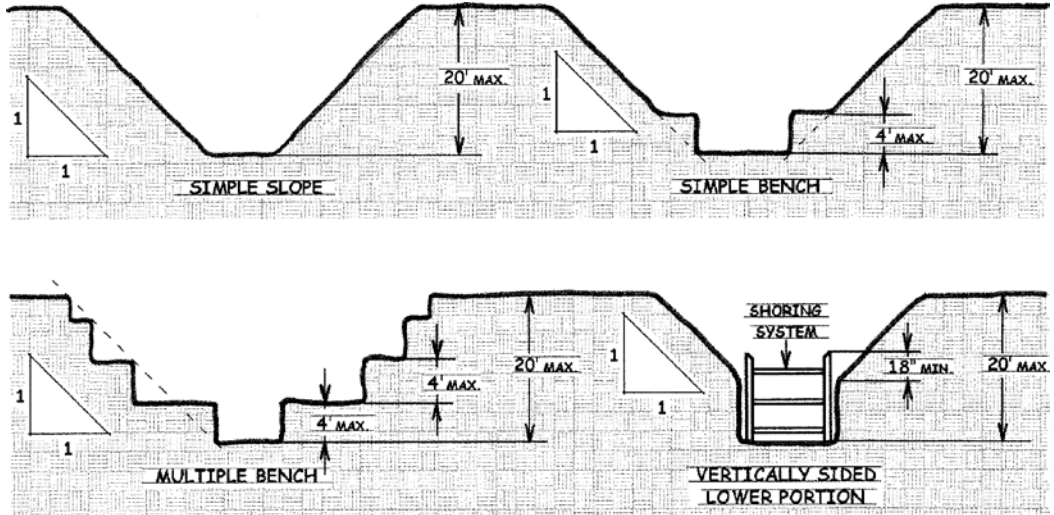 20' MAX.
1
1
SIMPLE SLOPE
20' MAX.
4' MAX.
1
1
SIMPLE BENCH
20' MAX.
4' MAX.
4' MAX.
1
1
MULTIPLE BENCH
SHORING
SYSTEM
18" MIN.
20' MAX.
1
1
VERTICALLY SIDED
LOWER PORTION